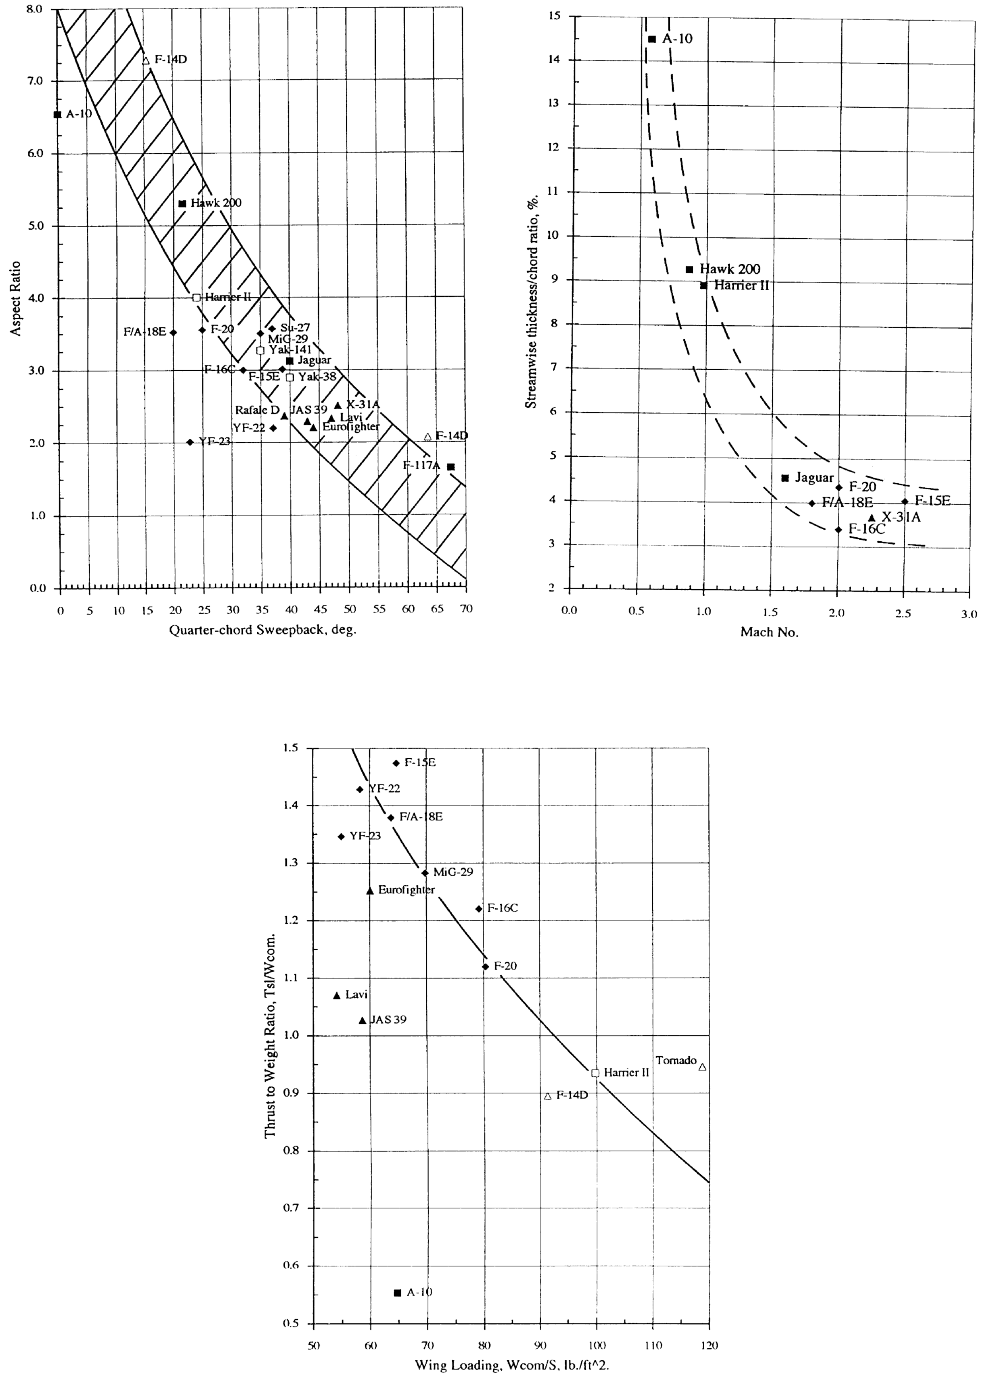 8.0
7.0
6.0
5.0
4.0
3.0
2.0
1.0
0.0
Aspect Ratio
F-14D
A-10
Hawk 200
Harrier II
F/A-18E
F-20
Su-27
MiG-29
Yak-141
Jaguar
F-16C
F-15E
Yak-38
X-31A
Rafale D
JAS 39
Lavi
YF-22
Eurofighter
YF-23
F-14D
F-117A
0 5 10 15 20 25 30 35 40 45 50 55 60 65 70
Quarter-chord Sweepback, deg.
15
14
13
12
11
10
9
8
7
6
5
4
3
2
Streamwise thickness/chord ratio, %.
A-10
Hawk 200
Harrier II
Jaguar
F-20
F/A-18E
F-15E
X-31A
F-16C
0.0 0.5 1.0 1.5 2.0 2.5 3.0
Mach No.
1.5
1.4
1.3
1.2
1.1
1.0
0.9
0.8
0.7
0.6
0.5
Thrust to Weight Ratio, Tsl/Wcom.
F-15E
YF-22
F/A-18E
YF-23
MiG-29
Eurofighter
F-16C
F-20
Lavi
JAS 39
Tornado
Harrier II
F-14D
A-10
50 60 70 80 90 100 110 120
Wing Loading, Wcom/S, lb./ft^2.